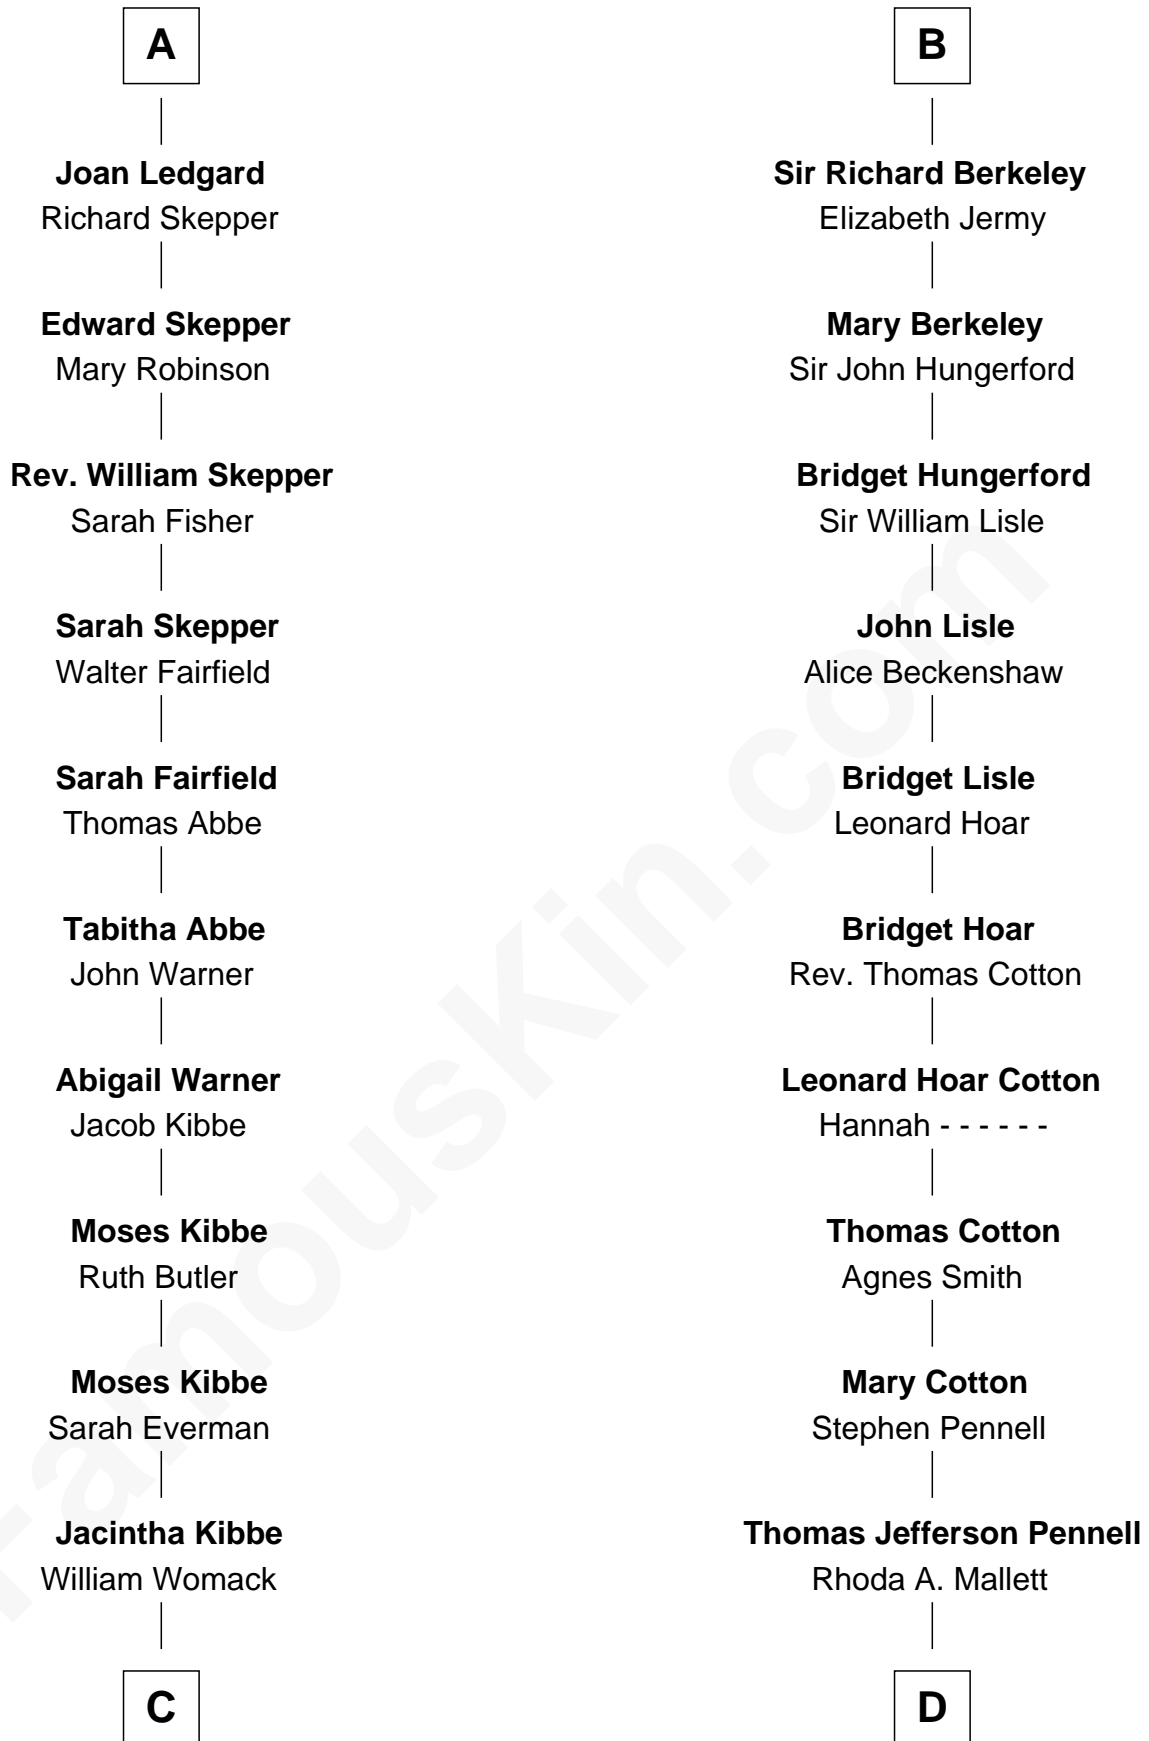 A
Joan Ledgard
Richard Skepper
Edward Skepper
Mary Robinson
Rev. William Skepper
Sarah Fisher
Sarah Skepper
Walter Fairfield
Sarah Fairfield
Thomas Abbe
Tabitha Abbe
John Warner
Abigail Warner
Jacob Kibbe
Moses Kibbe
Ruth Butler
Moses Kibbe
Sarah Everman
Jacintha Kibbe
William Womack
C
B
Sir Richard Berkeley
Elizabeth Jermy
Mary Berkeley
Sir John Hungerford
Bridget Hungerford
Sir William Lisle
John Lisle
Alice Beckenshaw
Bridget Lisle
Leonard Hoar
Bridget Hoar
Rev. Thomas Cotton
Leonard Hoar Cotton
Hannah - - - - - -
Thomas Cotton
Agnes Smith
Mary Cotton
Stephen Pennell
Thomas Jefferson Pennell
Rhoda A. Mallett
D
FamousKin.com